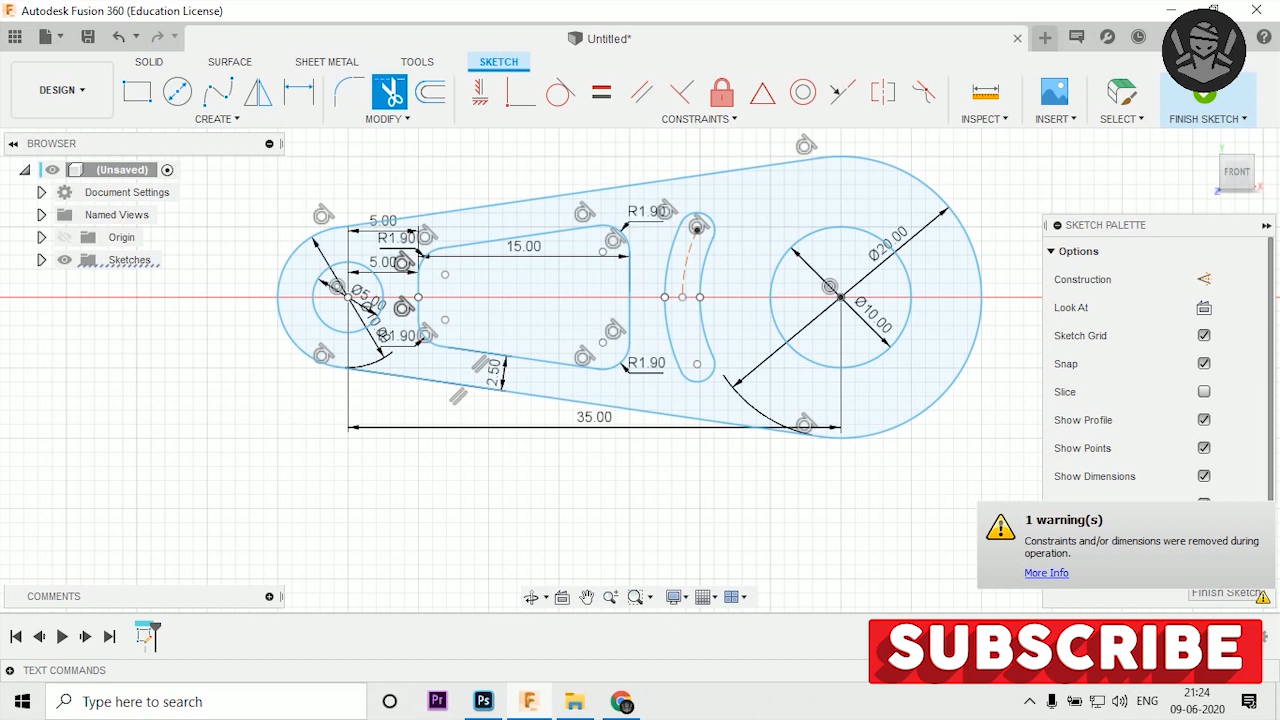 Autodesk Fusion 360 (Education License)
Untitled*
SOLID SURFACE SHEET METAL TOOLS SKETCH
DESIGN
CREATE MODIFY CONSTRAINTS INSPECT INSERT SELECT FINISH SKETCH
BROWSER
(Unsaved)
Document Settings
Named Views
Origin
Sketches
FRONT
SKETCH PALETTE
Options
Construction
Look At
Sketch Grid
Snap
Slice
Show Profile
Show Points
Show Dimensions
5.00
R1.90
R1.90
15.00
5.00
Ø5.00
R1.90
R1.90
2.50
35.00
Ø20.00
Ø10.00
1 warning(s)
Constraints and/or dimensions were removed during
operation.
More Info
Finish Sketch
COMMENTS
TEXT COMMANDS
SUBSCRIBE
Type here to search
Pr
Ps
F
ENG
21:24
09-06-2020